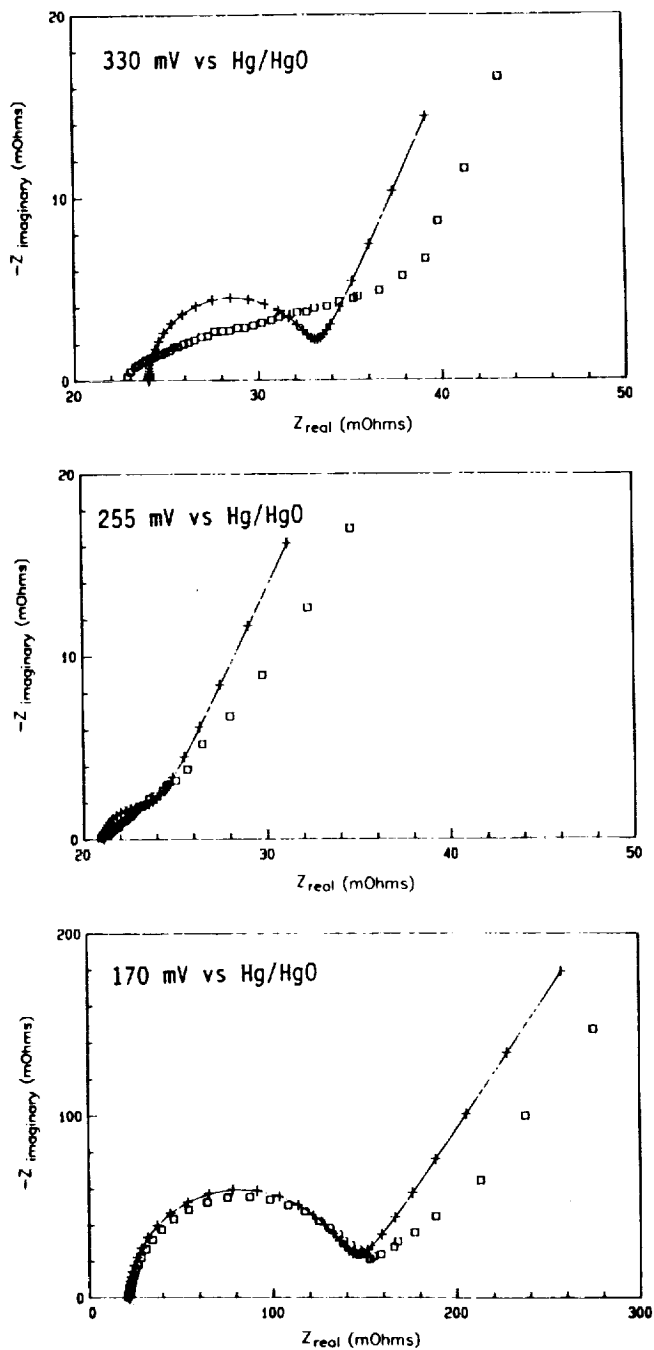 20
330 mV vs Hg/HgO
-Z imaginary (mOhms)
10
0
20 30 40 50
Z real (mOhms)
20
255 mV vs Hg/HgO
-Z imaginary (mOhms)
10
0
20 30 40 50
Z real (mOhms)
200
170 mV vs Hg/HgO
-Z imaginary (mOhms)
100
0
0 100 200 300
Z real (mOhms)